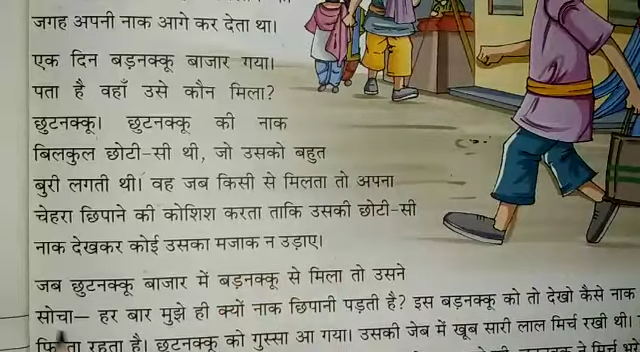 जगह अपनी नाक आगे कर देता था।
एक दिन बड़नक्कू बाजार गया।
पता है वहाँ उसे कौन मिला?
छुटनक्कू। छुटनक्कू की नाक
बिलकुल छोटी-सी थी, जो उसको बहुत
बुरी लगती थी। वह जब किसी से मिलता तो अपना
चेहरा छिपाने की कोशिश करता ताकि उसकी छोटी-सी
नाक देखकर कोई उसका मजाक न उड़ाए।
जब छुटनक्कू बाजार में बड़नक्कू से मिला तो उसने
सोचा— हर बार मुझे ही क्यों नाक छिपानी पड़ती है? इस बड़नक्कू को तो देखो कैसे नाक
रहता है। छुटनक्कू को गुस्सा आ गया। उसकी जेब में खूब सारी लाल मिर्च रखी थी।